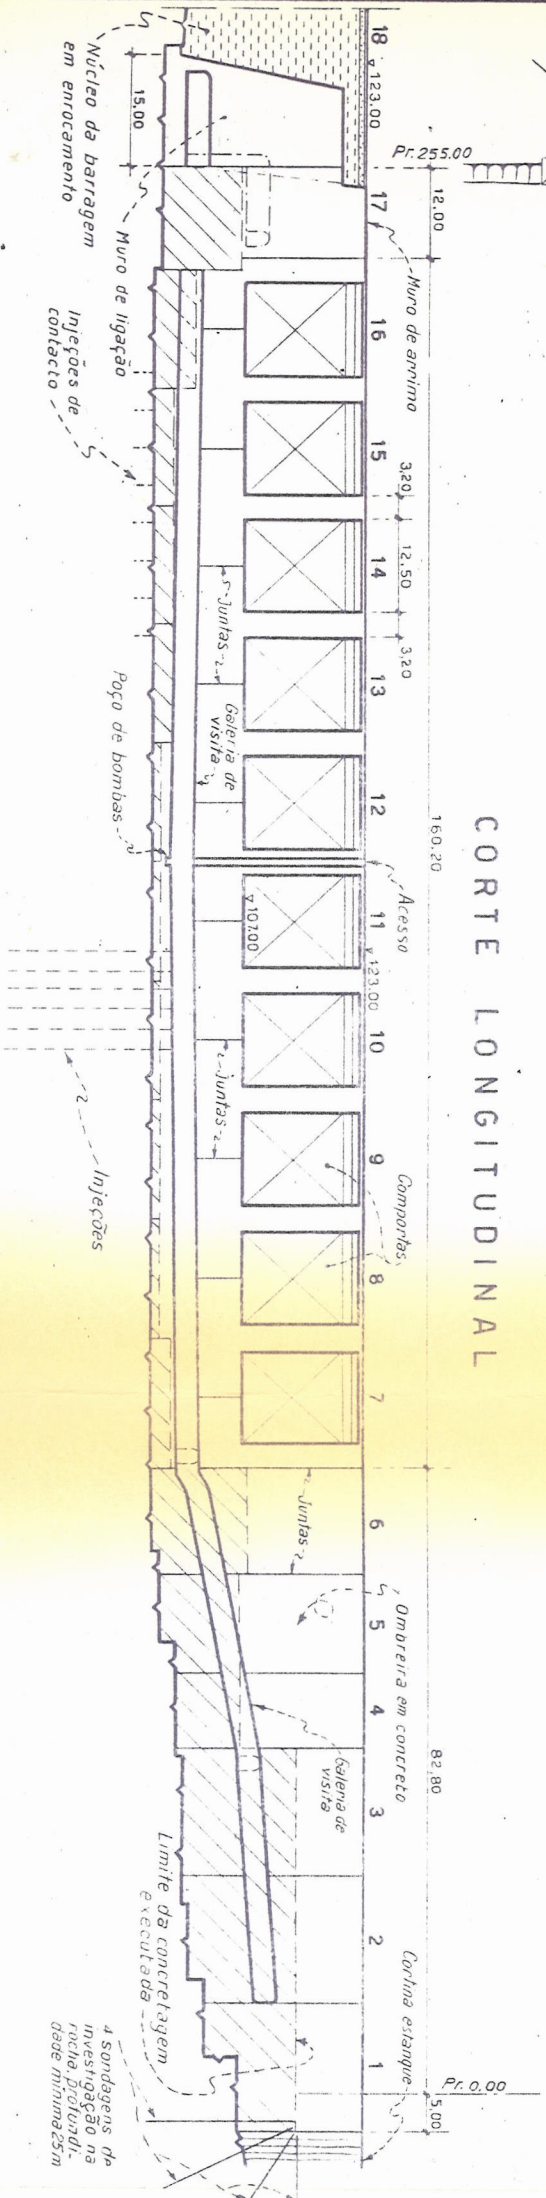 CORTE LONGITUDINAL
Pr. 255.00
Pr. 0.00
12,00
160,20
82,80
5,00
3,20
12,50
3,20
15,00
123.00
123.00
107.00
18
17
16
15
14
13
12
11
10
9
8
7
6
5
4
3
2
1
Núcleo da barragem
em enrocamento
Muro de ligação
Muro de arrimo
Injeções de
contacto
Juntas
Galeria de
visita
Poço de bombas
Acesso
Juntas
Injeções
Comportas
Juntas
Ombreira em concreto
Galeria de
visita
Limite da concretagem
executada
Cortina estanque
4 sondagens de
investigação na
rocha, profundi-
dade mínima 25m